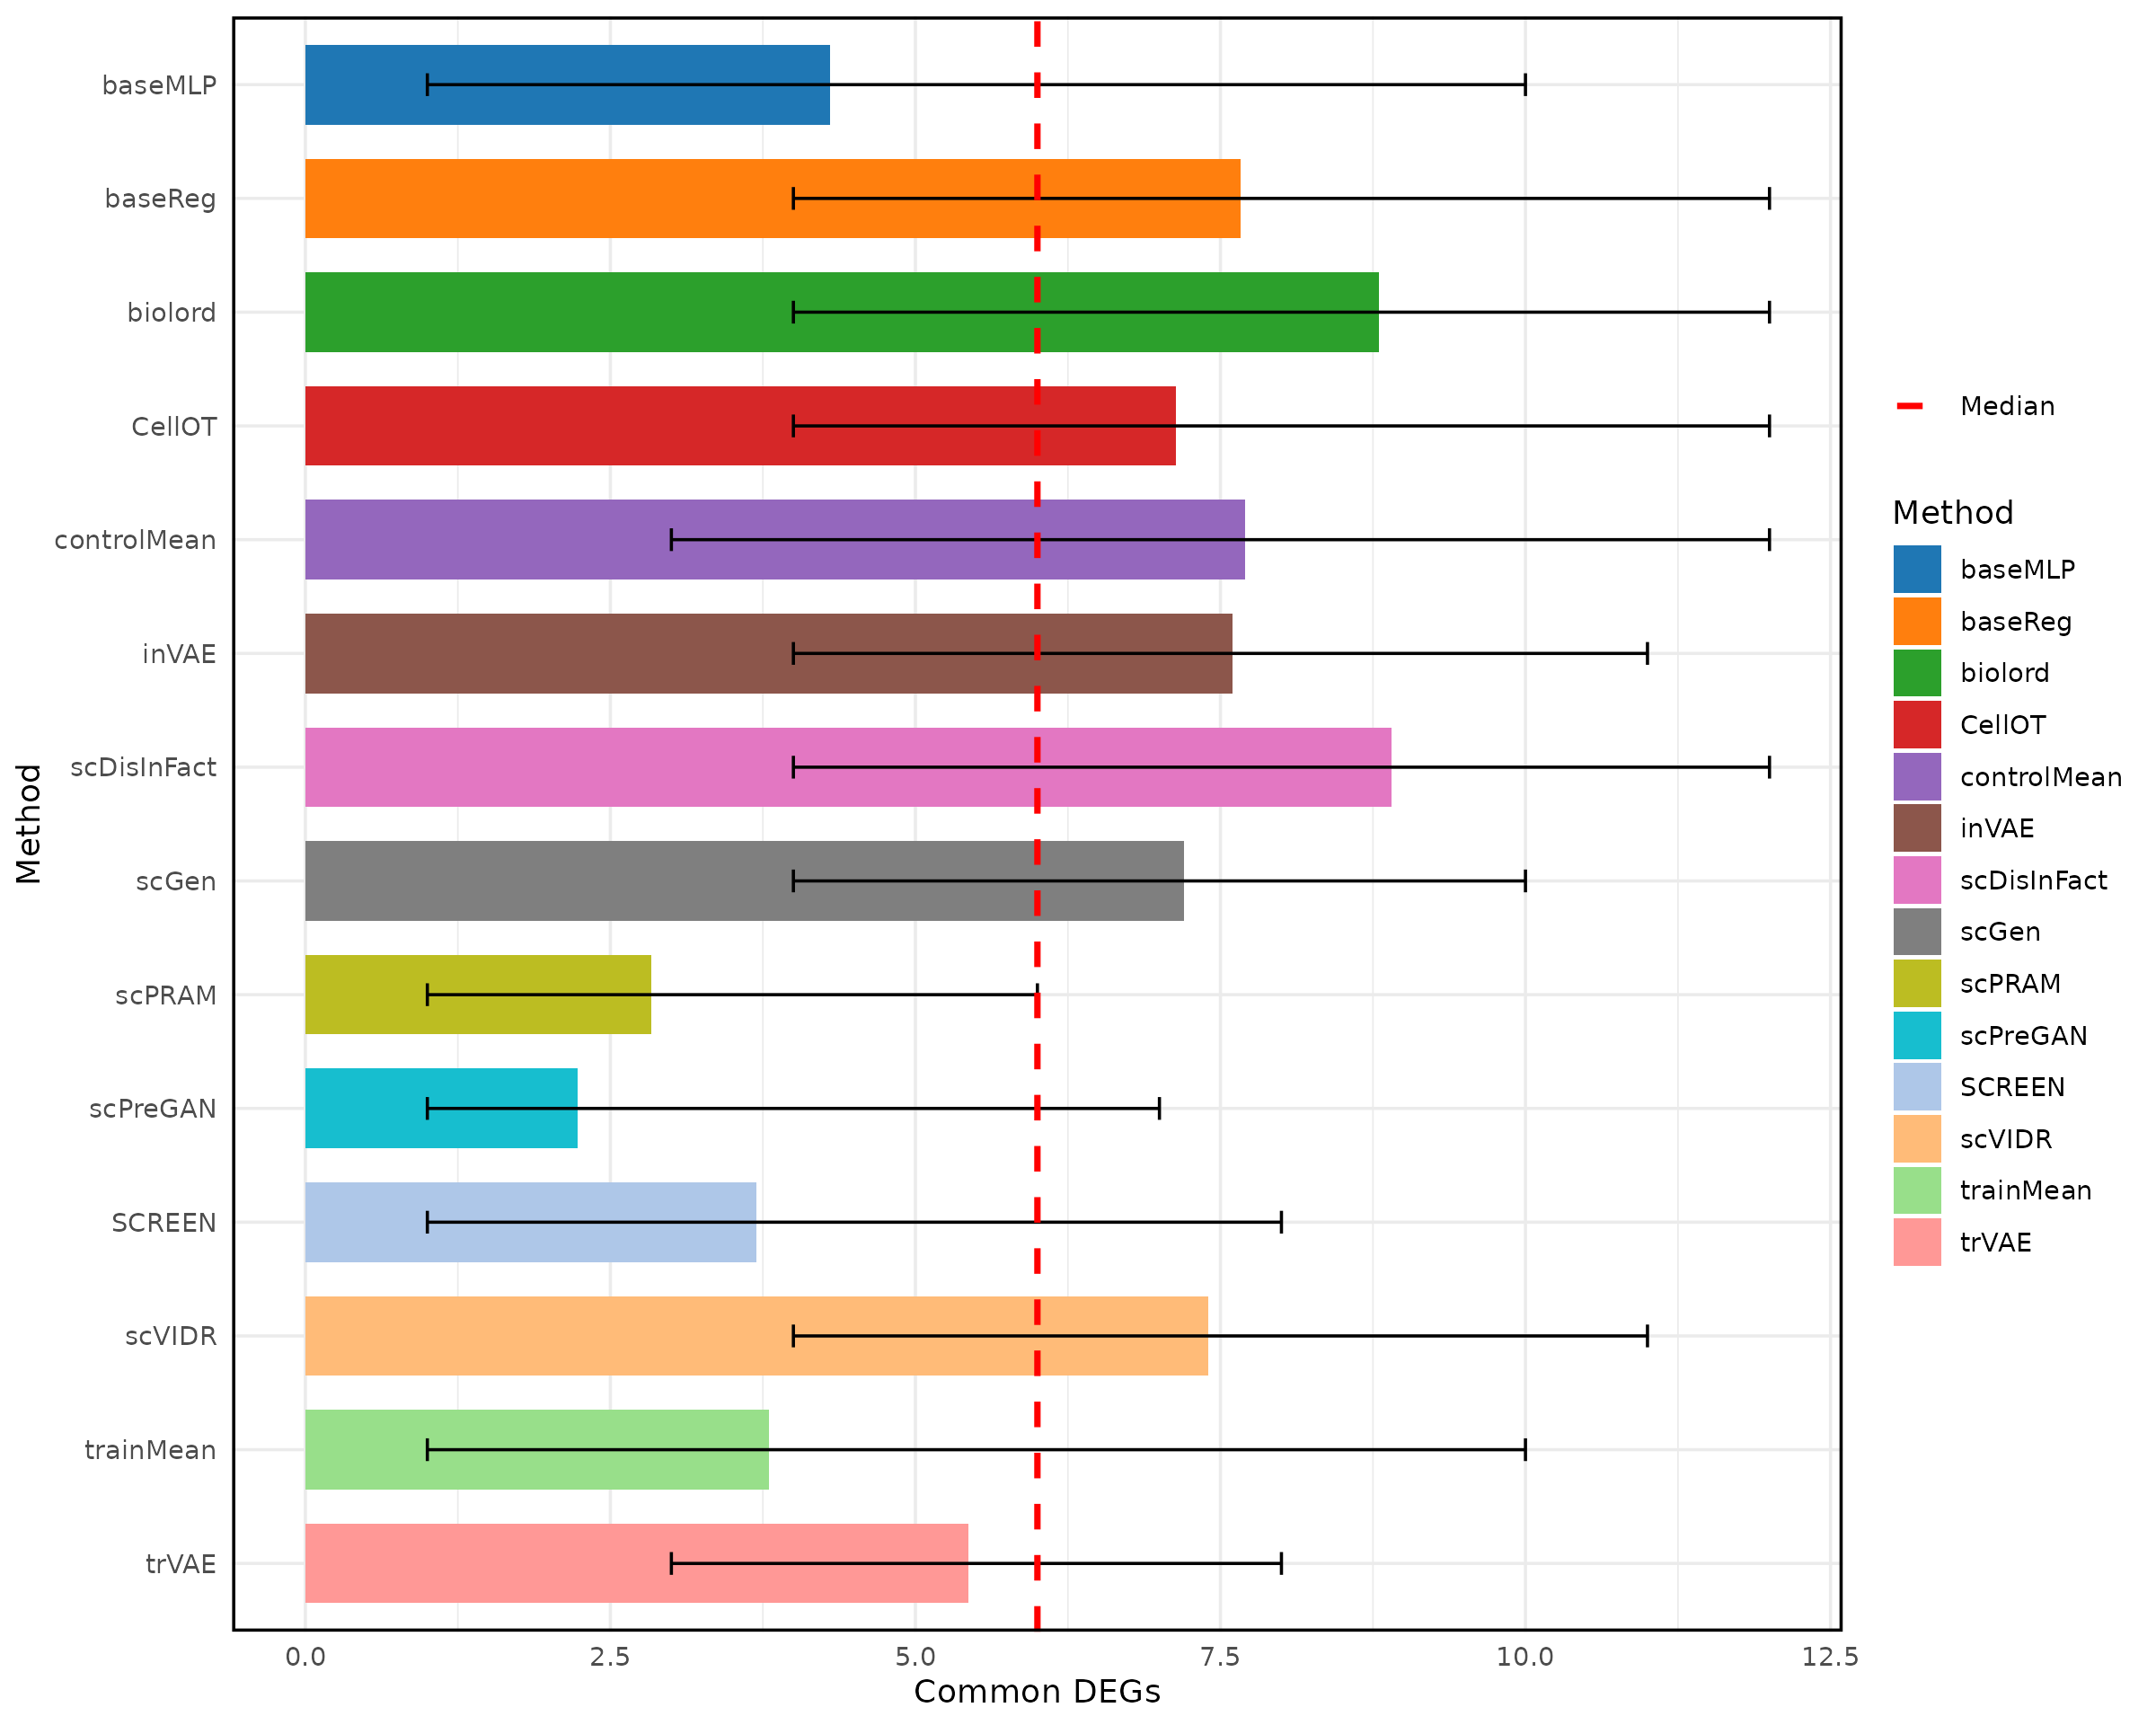 baseMLP
baseReg
biolord
CellOT
controlMean
inVAE
scDisInFact
scGen
scPRAM
scPreGAN
SCREEN
scVIDR
trainMean
trVAE
Method
0.0 2.5 5.0 7.5 10.0 12.5
Common DEGs
Median
Method
baseMLP
baseReg
biolord
CellOT
controlMean
inVAE
scDisInFact
scGen
scPRAM
scPreGAN
SCREEN
scVIDR
trainMean
trVAE